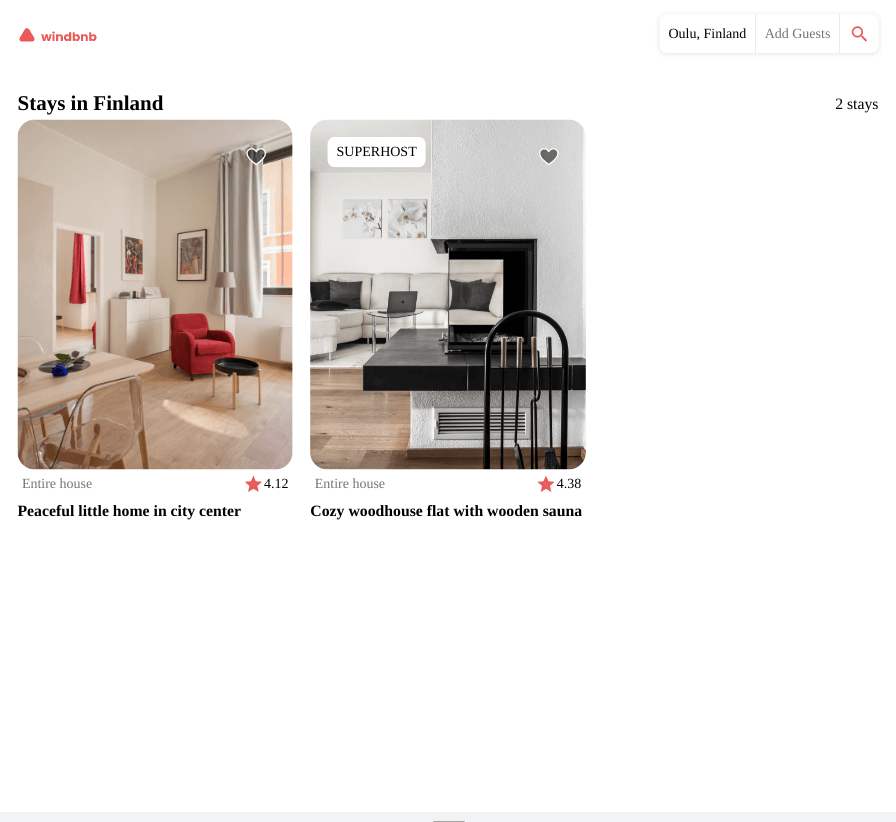 windbnb
Oulu, Finland
Add Guests
Stays in Finland
2 stays
SUPERHOST
Entire house
4.12
Peaceful little home in city center
Entire house
4.38
Cozy woodhouse flat with wooden sauna